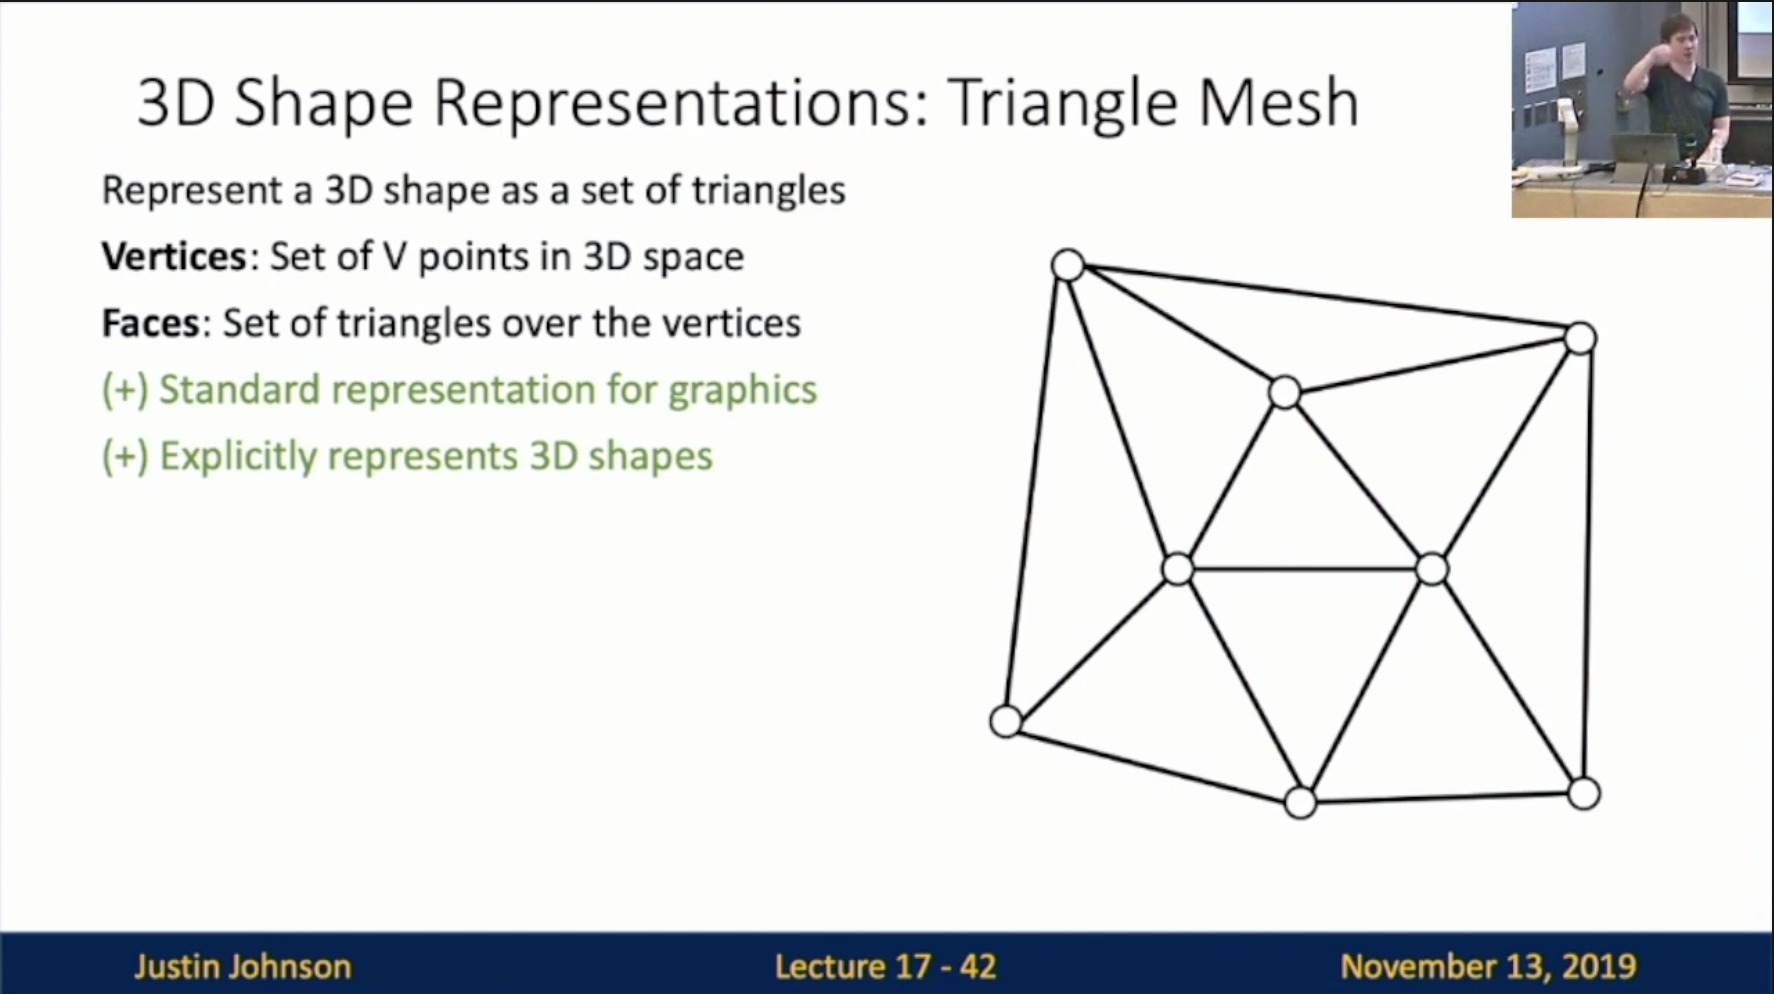 3D Shape Representations: Triangle Mesh
Represent a 3D shape as a set of triangles
Vertices: Set of V points in 3D space
Faces: Set of triangles over the vertices
(+) Standard representation for graphics
(+) Explicitly represents 3D shapes
Justin Johnson
Lecture 17 - 42
November 13, 2019